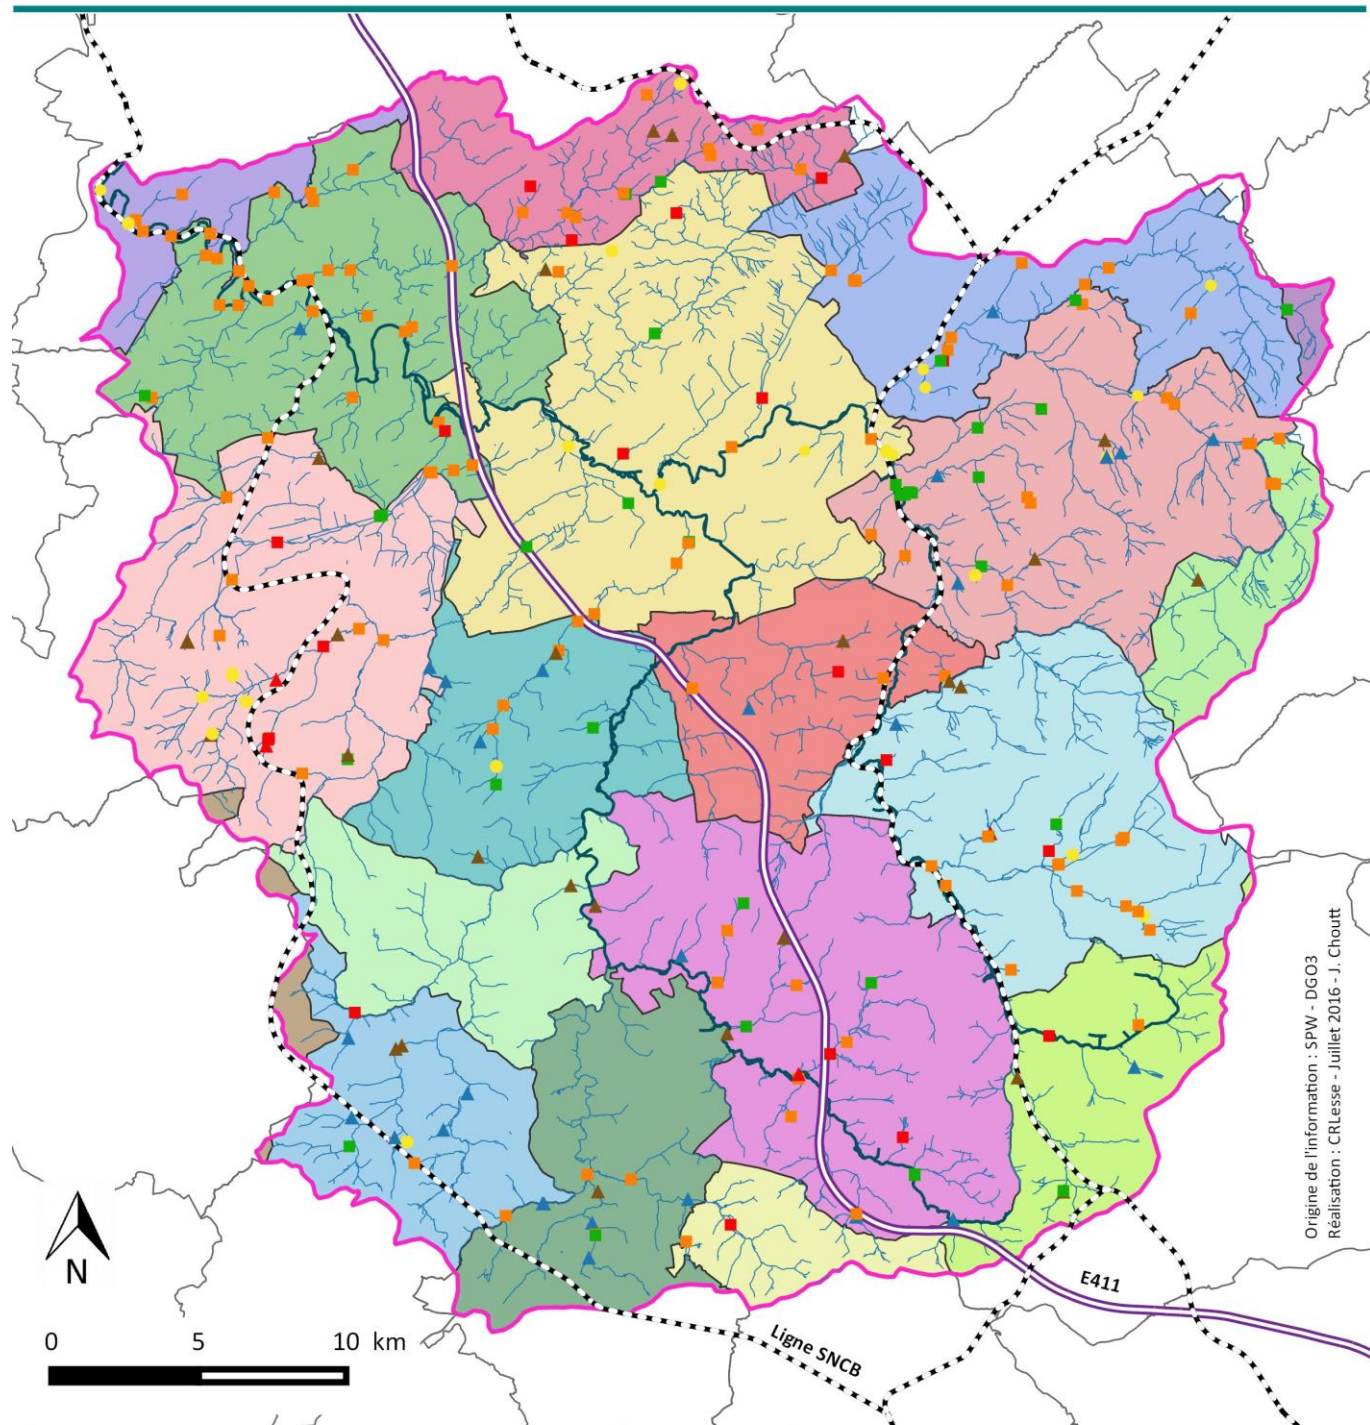 Origine de l'information : SPW - DGO3
Réalisation : CRLesse - Juillet 2016 - J. Choutt
N
0 5 10 km
E411
Ligne SNCB